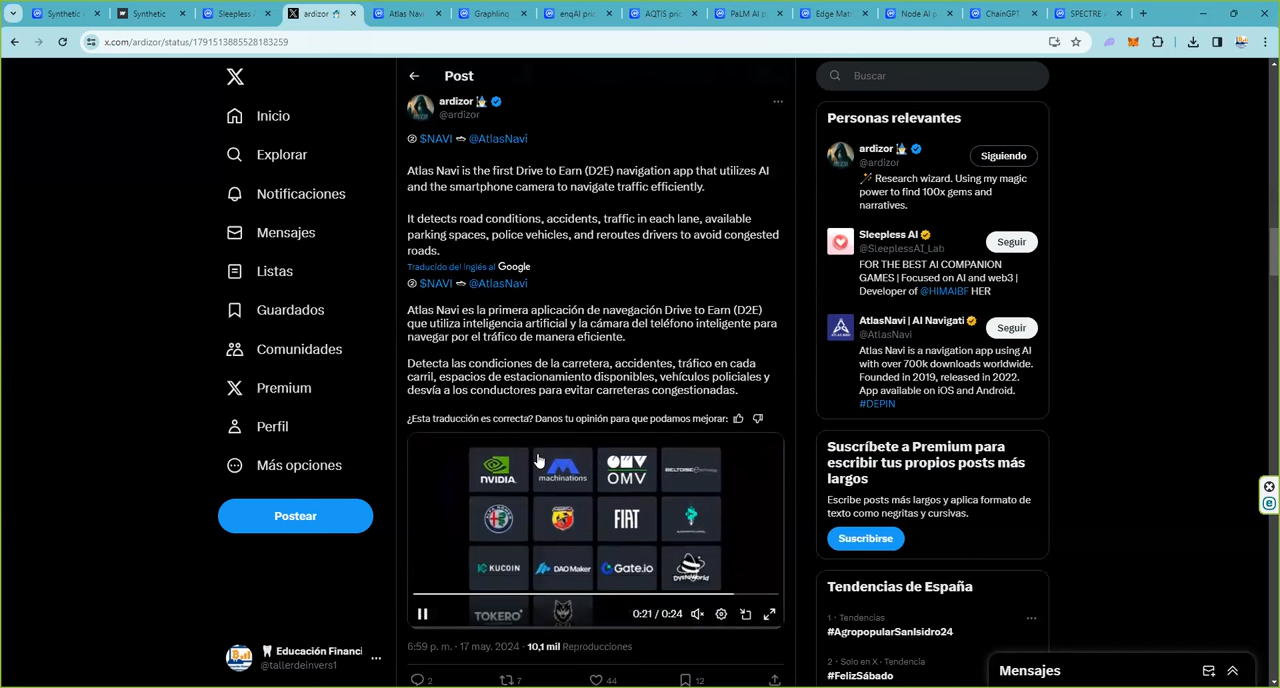 Synthetic
Synthetic
Sleepless A
ardizor
Atlas Navi
Graphlinq
enqAI pric
AQTIS pric
PaLM AI p
Edge Mat
Node AI p
ChainGPT
SPECTRE
x.com/ardizor/status/1791513885528183259
Inicio
Explorar
Notificaciones
Mensajes
Listas
Guardados
Comunidades
Premium
Perfil
Más opciones
Postear
Educación Financi
@tallerdeinvers1
Post
ardizor
@ardizor
② $NAVI @AtlasNavi
Atlas Navi is the first Drive to Earn (D2E) navigation app that utilizes AI
and the smartphone camera to navigate traffic efficiently.
It detects road conditions, accidents, traffic in each lane, available
parking spaces, police vehicles, and reroutes drivers to avoid congested
roads.
Traducido del inglés al Google
② $NAVI @AtlasNavi
Atlas Navi es la primera aplicación de navegación Drive to Earn (D2E)
que utiliza inteligencia artificial y la cámara del teléfono inteligente para
navegar por el tráfico de manera eficiente.
Detecta las condiciones de la carretera, accidentes, tráfico en cada
carril, espacios de estacionamiento disponibles, vehículos policiales y
desvía a los conductores para evitar carreteras congestionadas.
¿Esta traducción es correcta? Danos tu opinión para que podamos mejorar:
NVIDIA
machinations
OMV
FIAT
KUCOIN
DAO Maker
Gate.io
DystoWorld
TOKERO
0:21 / 0:24
6:59 p. m. · 17 may. 2024 · 10,1 mil Reproducciones
2
7
44
12
Buscar
Personas relevantes
ardizor
@ardizor
Siguiendo
Research wizard. Using my magic
power to find 100x gems and
narratives.
Sleepless AI
@SleeplessAI_Lab
Seguir
FOR THE BEST AI COMPANION
GAMES | Focused on AI and web3 |
Developer of @HIMAIBF HER
AtlasNavi | AI Navigati
@AtlasNavi
Seguir
Atlas Navi is a navigation app using AI
with over 700k downloads worldwide.
Founded in 2019, released in 2022.
App available on iOS and Android.
#DEPIN
Suscríbete a Premium para
escribir tus propios posts más
largos
Escribe posts más largos y aplica formato de
texto como negritas y cursivas.
Suscribirse
Tendencias de España
1 · Tendencias
#AgropopularSanIsidro24
2 · Solo en X · Tendencia
#FelizSábado
Mensajes